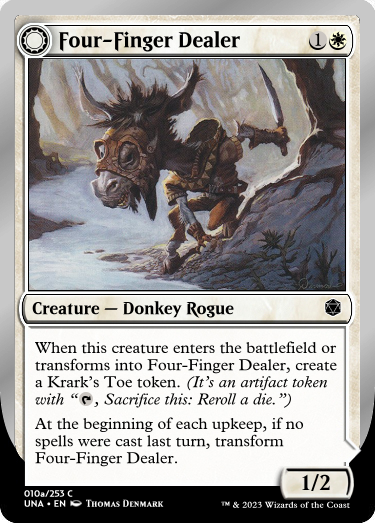 Four-Finger Dealer 1
Creature — Donkey Rogue
When this creature enters the battlefield or
transforms into Four-Finger Dealer, create
a Krark's Toe token. (It's an artifact token
with “, Sacrifice this: Reroll a die.”)
At the beginning of each upkeep, if no
spells were cast last turn, transform
Four-Finger Dealer.
1/2
010a/253 C
UNA • EN Thomas Denmark
™ & © 2023 Wizards of the Coast